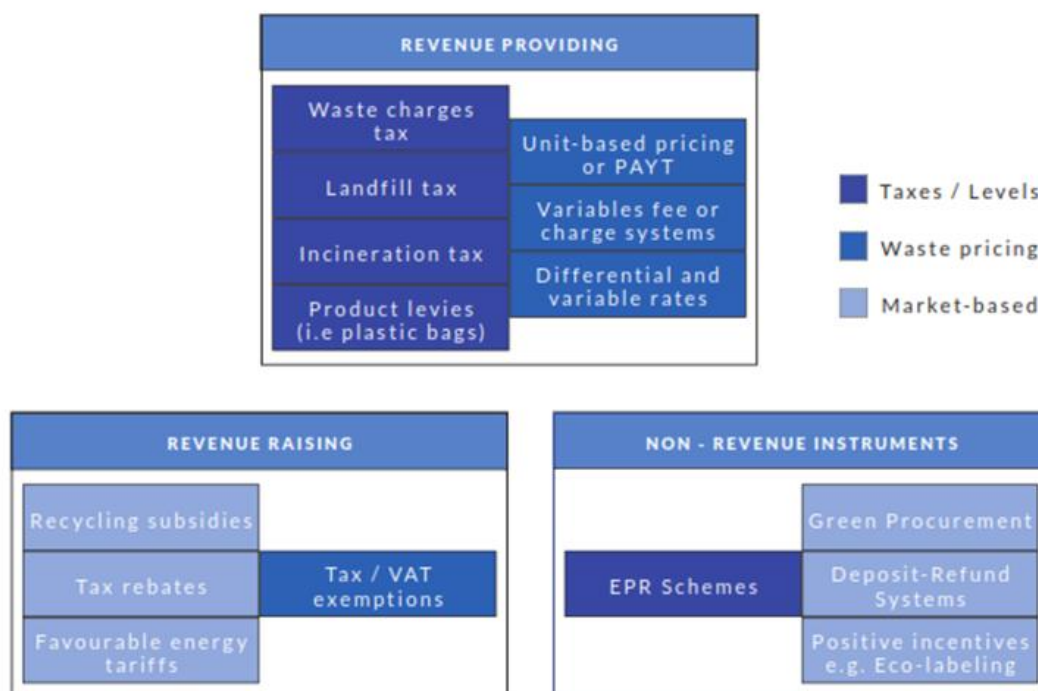 REVENUE PROVIDING
Waste charges
tax
Landfill tax
Incineration tax
Product levies
(i.e plastic bags)
Unit-based pricing
or PAYT
Variables fee or
charge systems
Differential and
variable rates
Taxes / Levels
Waste pricing
Market-based
REVENUE RAISING
Recycling subsidies
Tax rebates
Favourable energy
tariffs
Tax / VAT
exemptions
NON - REVENUE INSTRUMENTS
EPR Schemes
Green Procurement
Deposit-Refund
Systems
Positive incentives
e.g. Eco-labeling